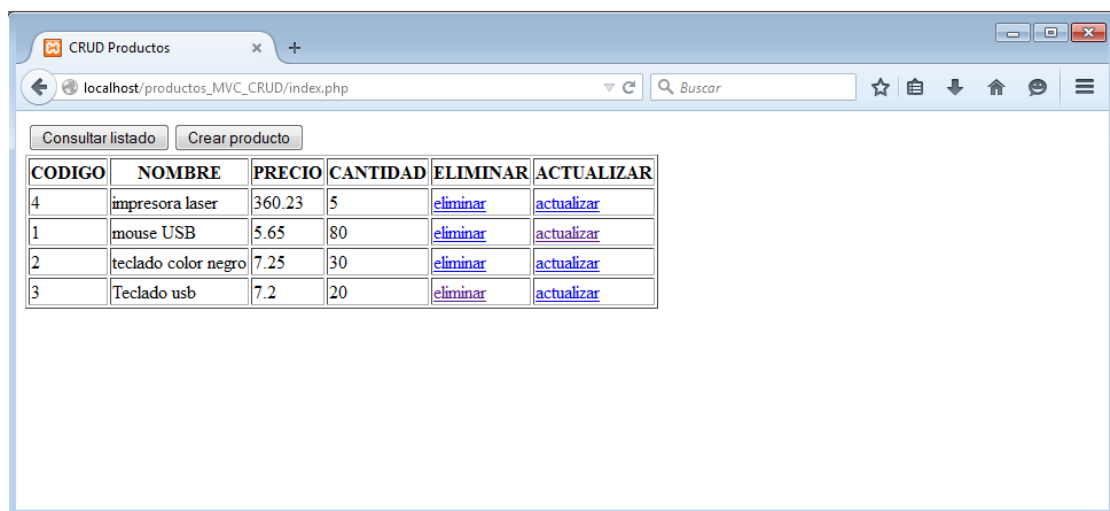 CRUD Productos
localhost/productos_MVC_CRUD/index.php Buscar
Consultar listado Crear producto
CODIGO NOMBRE PRECIO CANTIDAD ELIMINAR ACTUALIZAR
4 impresora laser 360.23 5 eliminar actualizar
1 mouse USB 5.65 80 eliminar actualizar
2 teclado color negro 7.25 30 eliminar actualizar
3 Teclado usb 7.2 20 eliminar actualizar